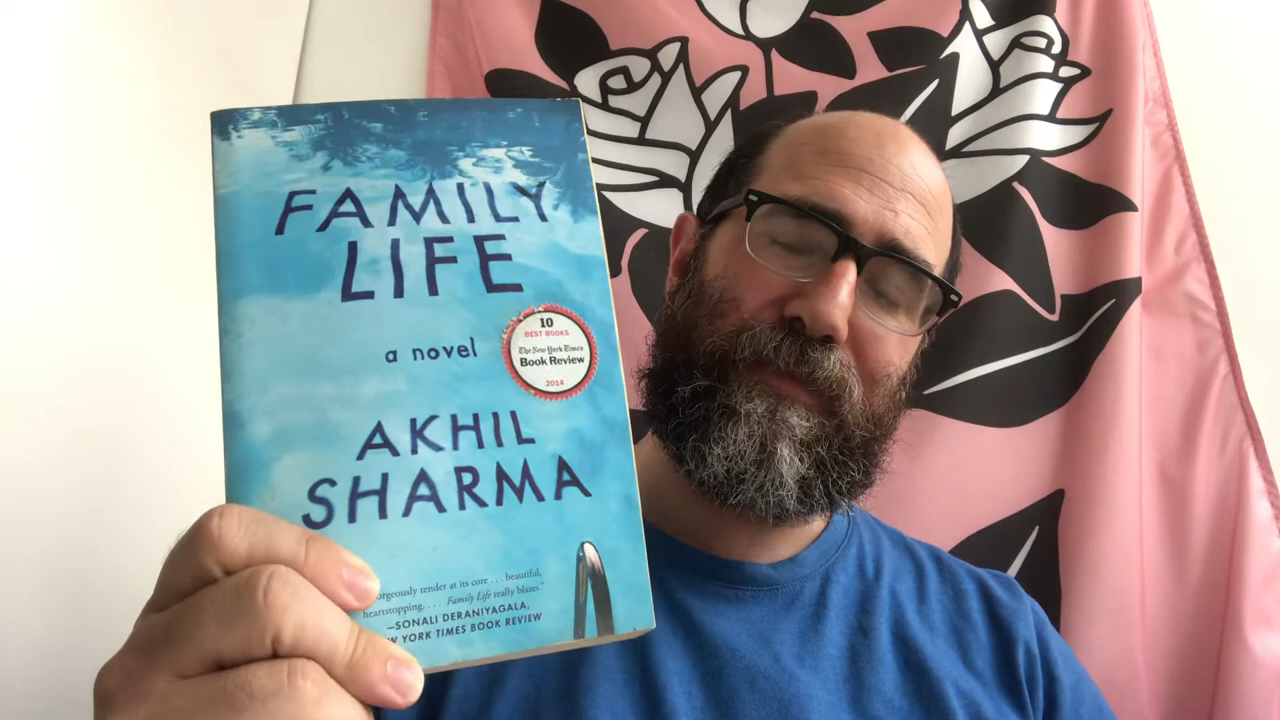 FAMILY
LIFE
a novel
10
BEST BOOKS
The New York Times
Book Review
2014
AKHIL
SHARMA
tender at its core . . . beautiful,
heartstopping. . . . Family Life really blazes."
—SONALI DERANIYAGALA,
YORK TIMES BOOK REVIEW